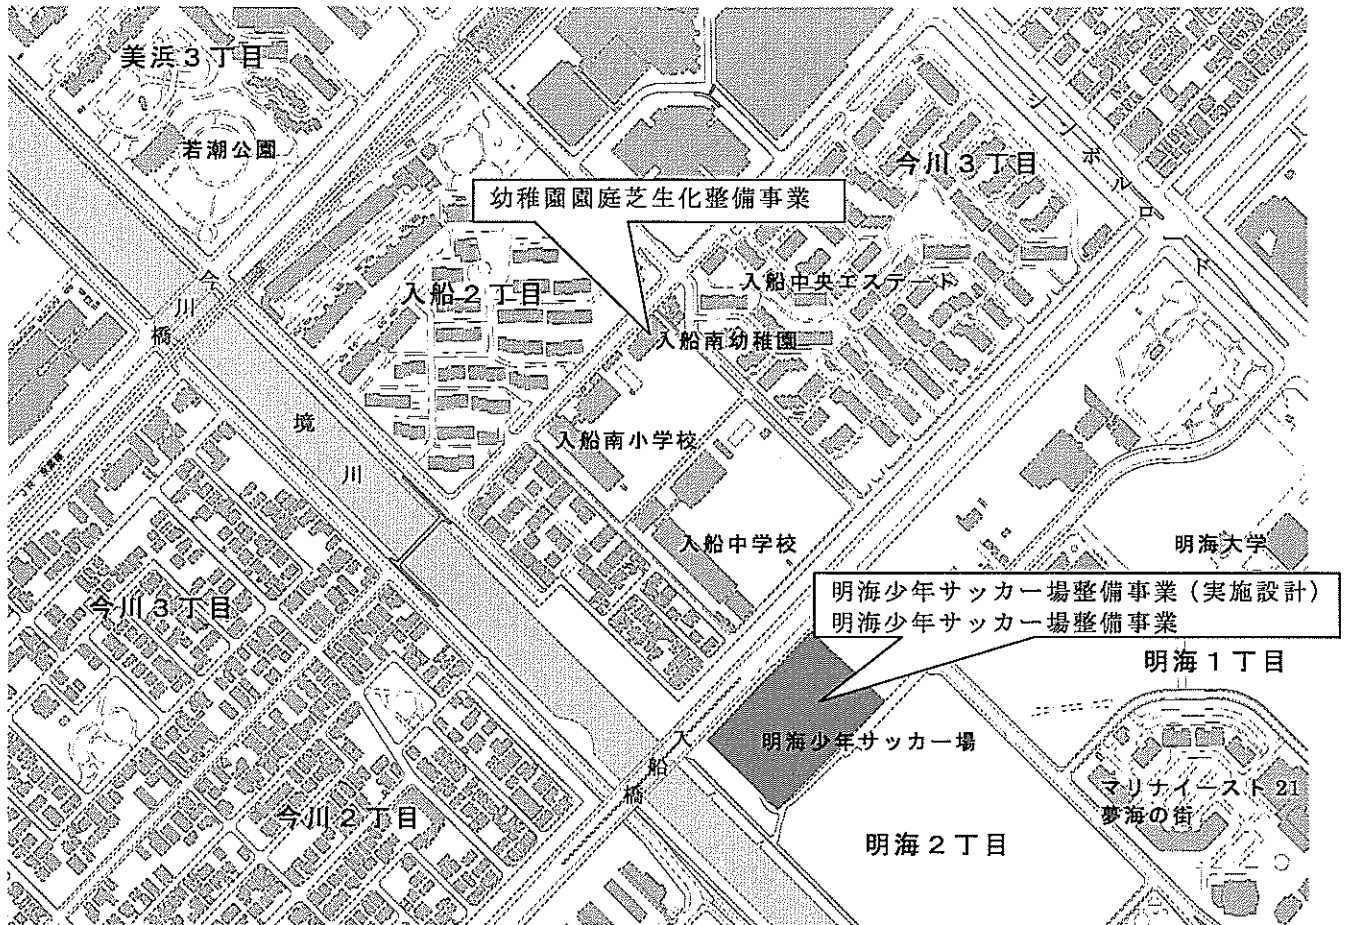 美浜３丁目
若潮公園
シンボルロード
今川３丁目
幼稚園園庭芝生化整備事業
入船２丁目
入船中央エステート
今川橋
入船南幼稚園
境川
入船南小学校
入船中学校
明海大学
今川３丁目
明海少年サッカー場整備事業（実施設計）
明海少年サッカー場整備事業
明海１丁目
明海少年サッカー場
入船橋
マリナイースト21
夢海の街
今川２丁目
明海２丁目